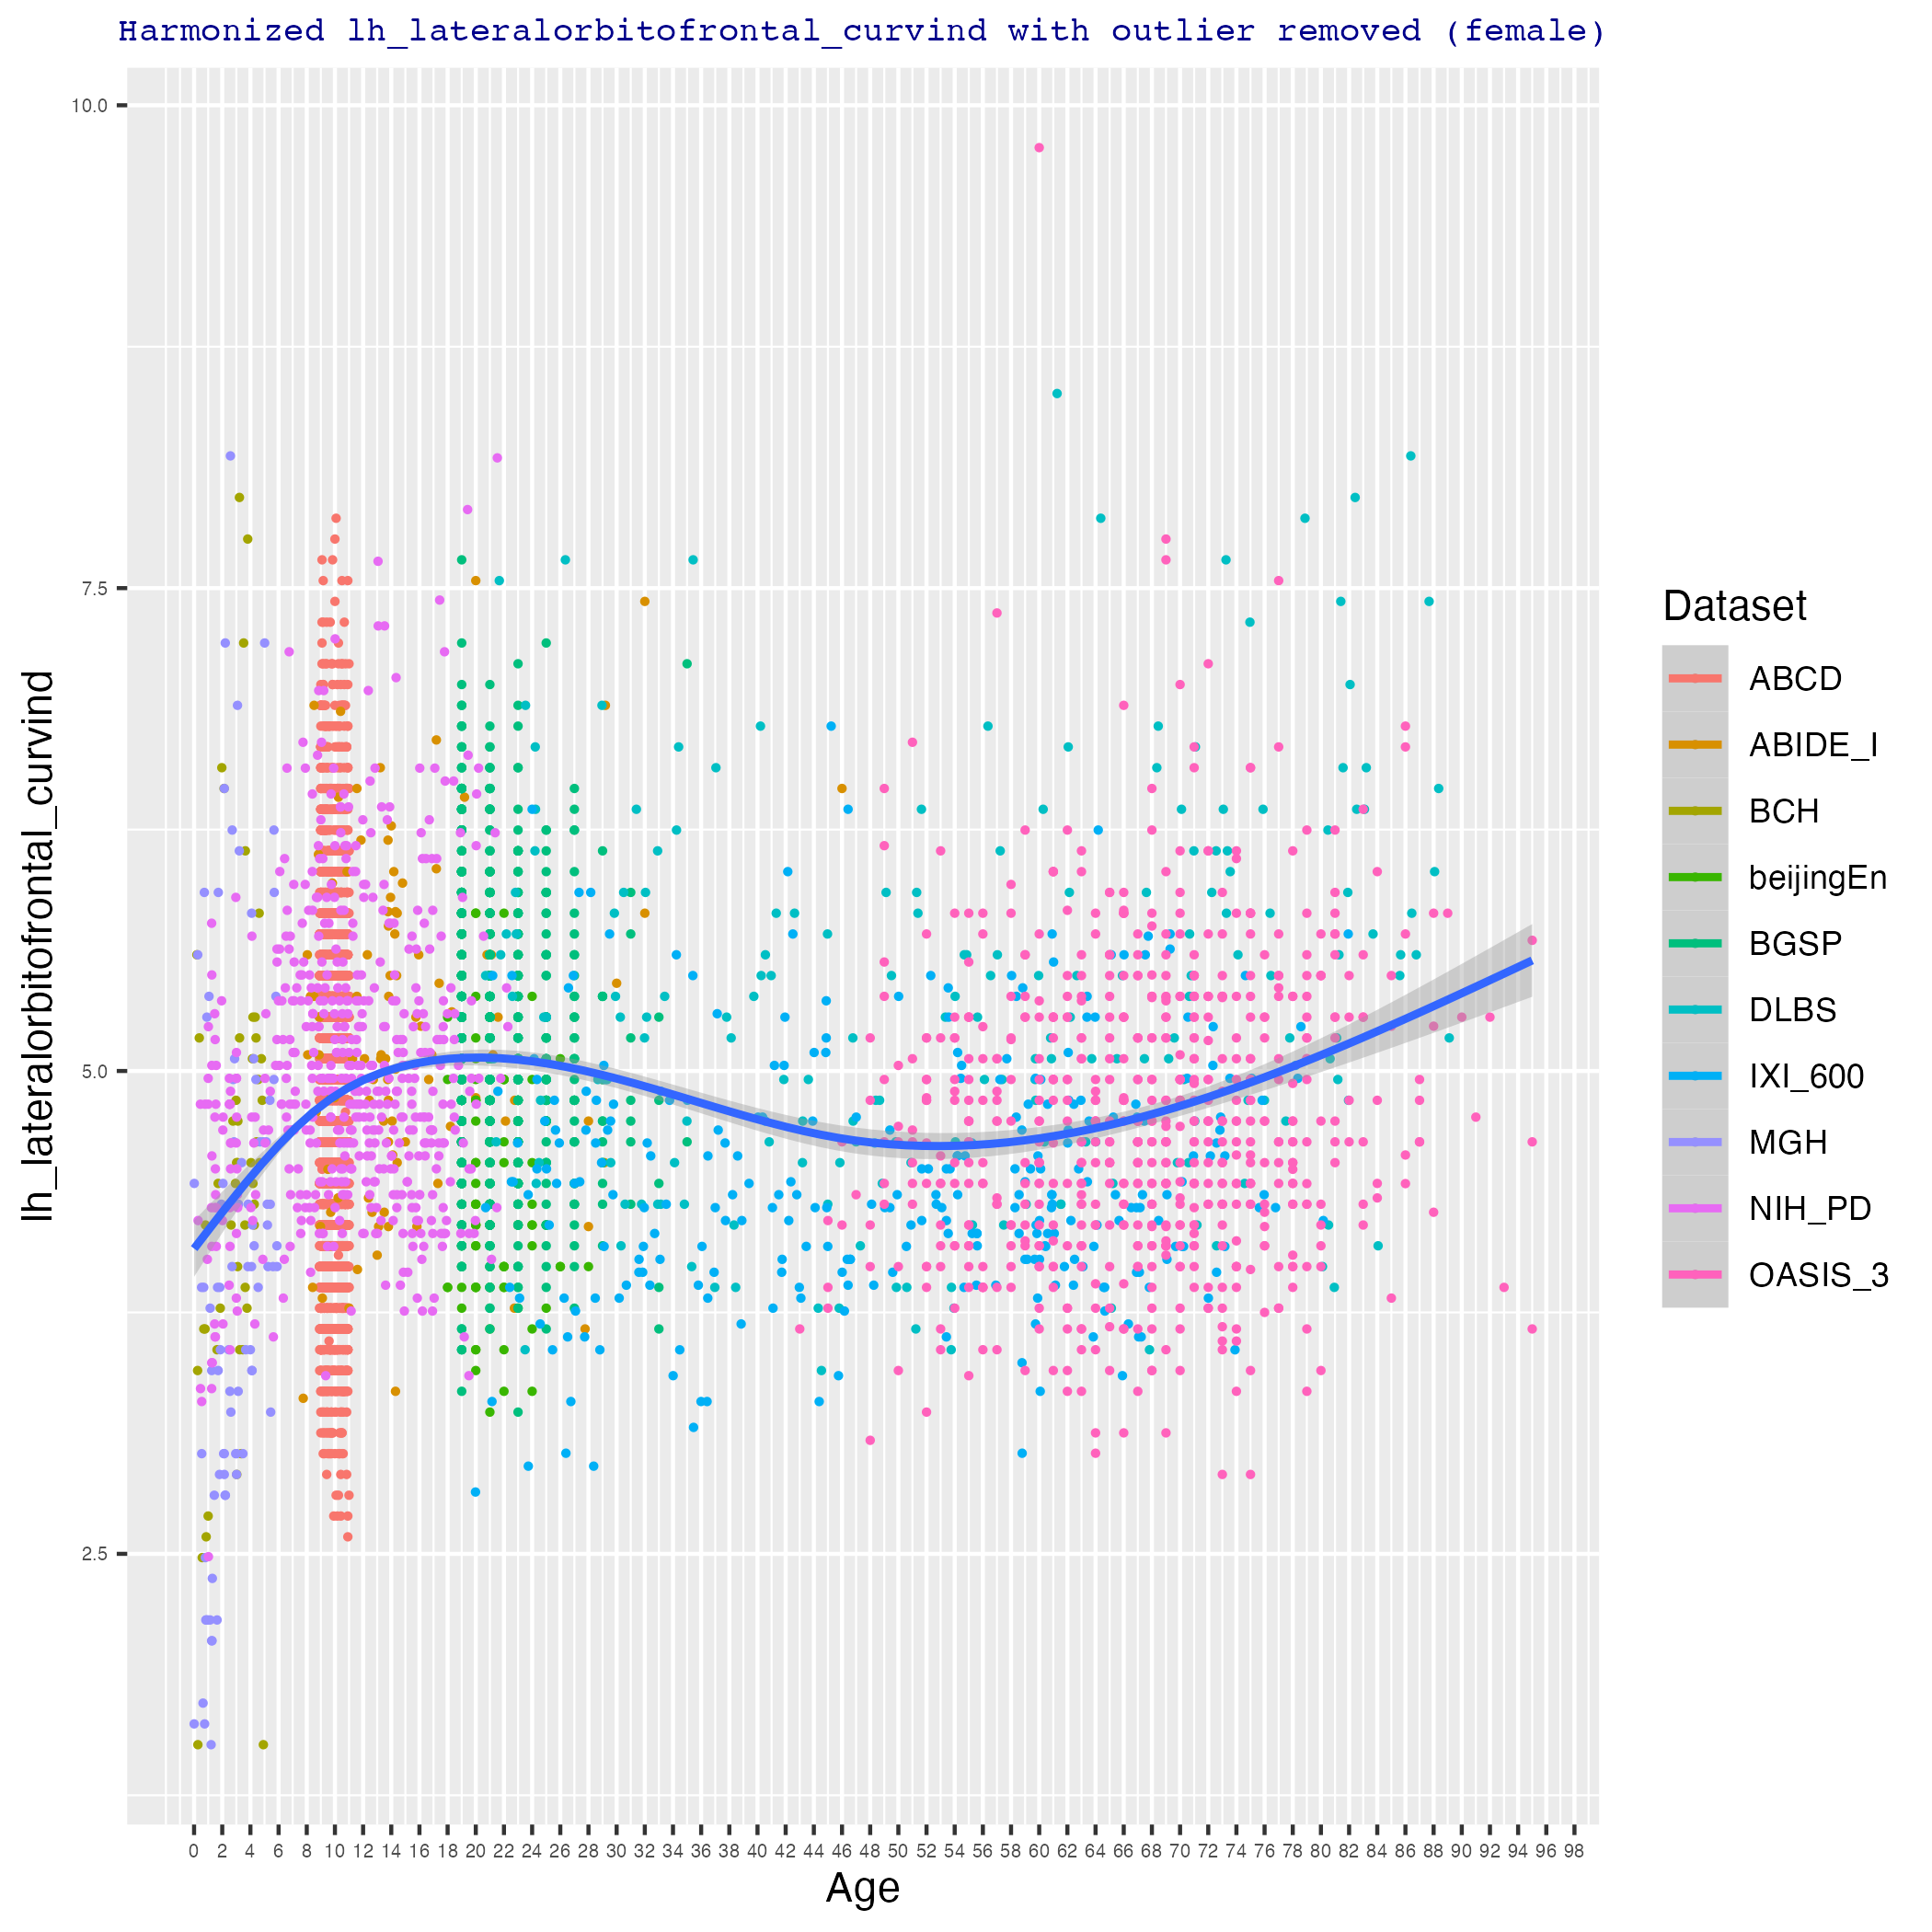 Harmonized lh_lateralorbitofrontal_curvind with outlier removed (female)
lh_lateralorbitofrontal_curvind
10.0
7.5
5.0
2.5
0 2 4 6 8 10 12 14 16 18 20 22 24 26 28 30 32 34 36 38 40 42 44 46 48 50 52 54 56 58 60 62 64 66 68 70 72 74 76 78 80 82 84 86 88 90 92 94 96 98
Age
Dataset
ABCD
ABIDE_I
BCH
beijingEn
BGSP
DLBS
IXI_600
MGH
NIH_PD
OASIS_3